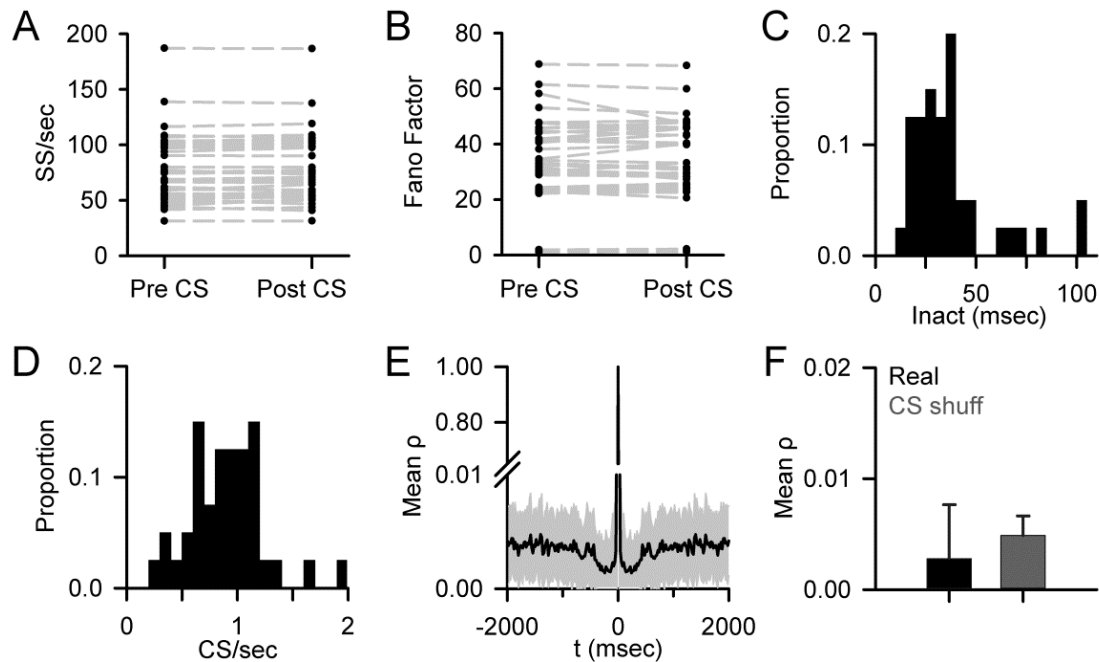 A
SS/sec
200
150
100
50
0
Pre CS
Post CS
B
Fano Factor
80
60
40
20
0
Pre CS
Post CS
C
Proportion
0.2
0.1
0.0
0
50
100
Inact (msec)
D
Proportion
0.2
0.1
0.0
0
1
2
CS/sec
E
Mean ρ
1.00
0.80
0.01
0.00
-2000
0
2000
t (msec)
F
Mean ρ
0.02
0.01
0.00
Real
CS shuff